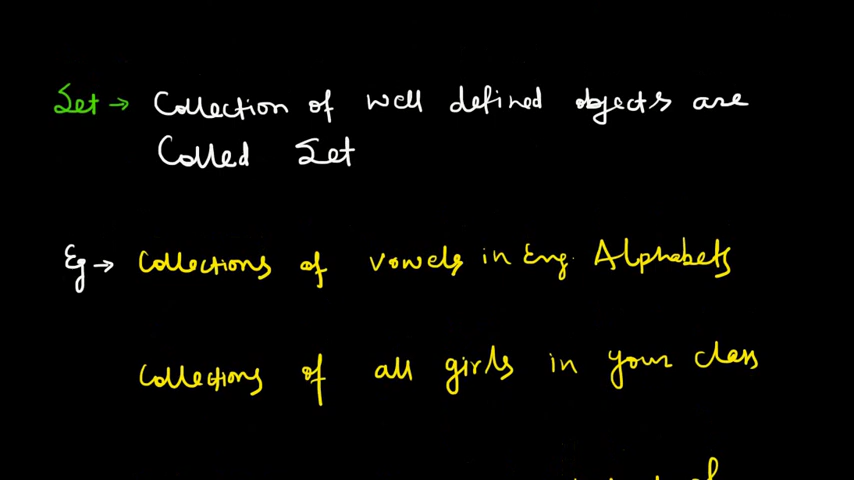 Set → Collection of well defined objects are
Called Set
Eg → Collections of vowels in Eng. Alphabets
Collections of all girls in your class
of